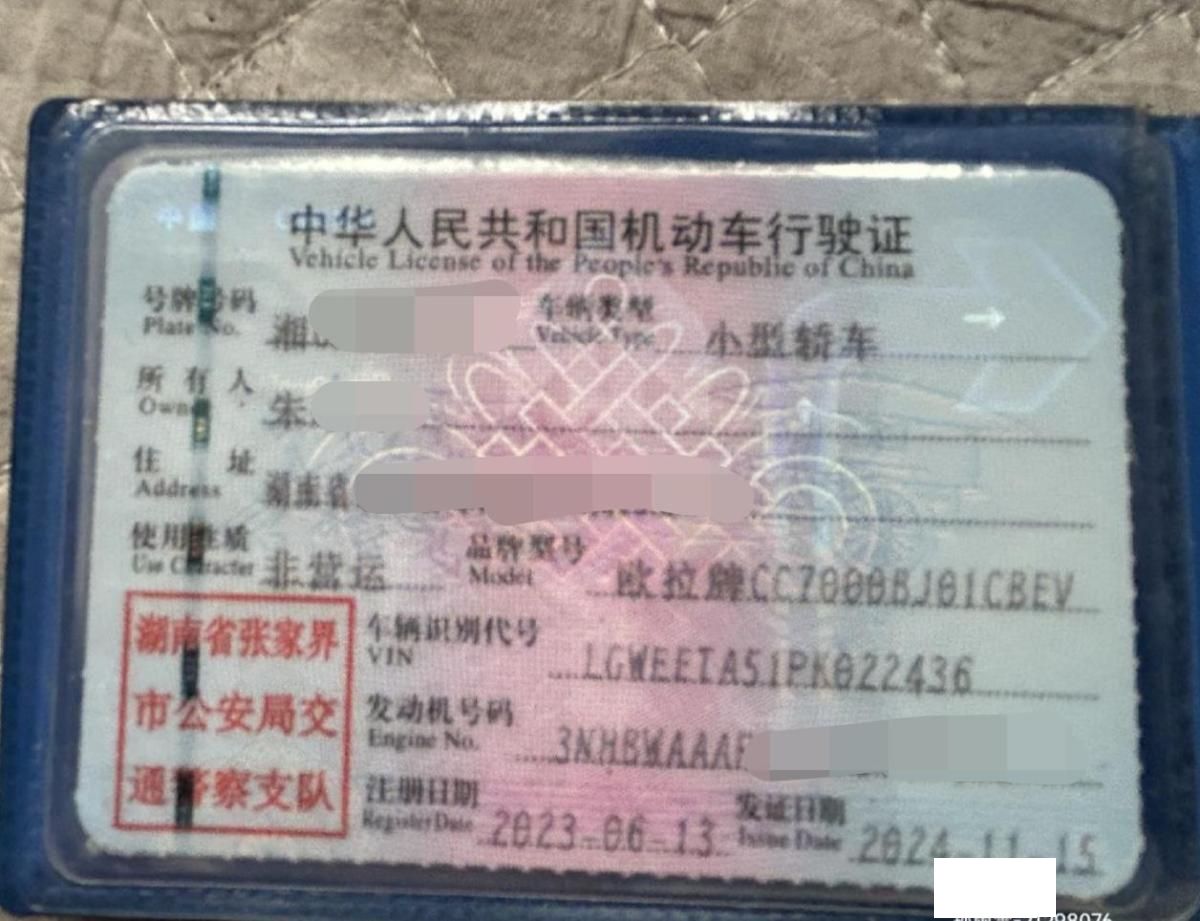 中华人民共和国机动车行驶证
Vehicle License of the People's Republic of China
号牌号码 湘 车辆类型 小型轿车
Plate No. Vehicle Type
所有人 朱
Owner
住址 湖南省
Address
使用性质 非营运 品牌型号 欧拉牌CC7000BJ01CBEV
Use Character Model
湖南省张家界
市公安局交
通警察支队
车辆识别代号 LGWEETA51PK022436
VIN
发动机号码 3NHBWAAAF
Engine No.
注册日期 2023-06-13 发证日期 2024-11-15
Register Date Issue Date